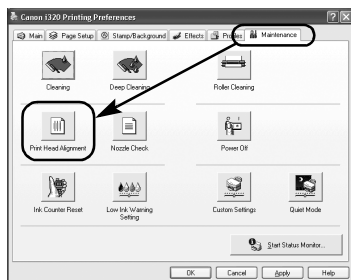 Canon i320 Printing Preferences
Main Page Setup Stamp/Background Effects Profiles Maintenance
Cleaning Deep Cleaning Roller Cleaning
Print Head Alignment Nozzle Check Power Off
Ink Counter Reset Low Ink Warning Setting Custom Settings Quiet Mode
Start Status Monitor...
OK Cancel Apply Help